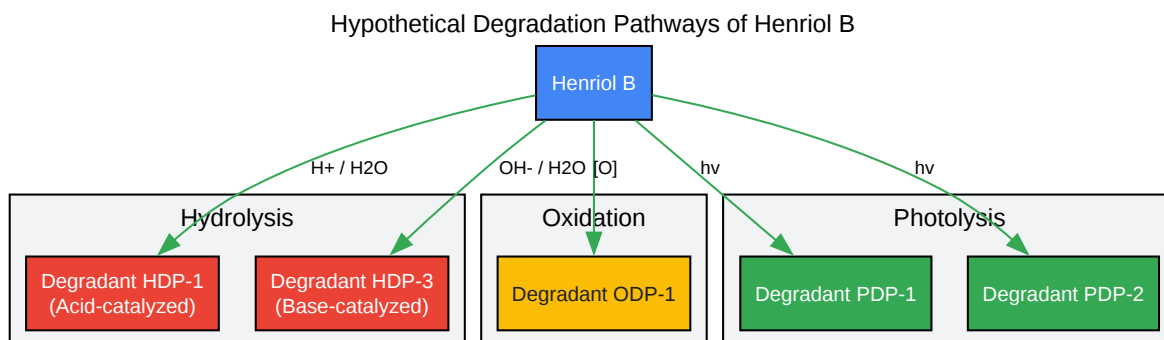 Hypothetical Degradation Pathways of Henriol B
Henriol B
H+ / H2O
OH- / H2O
[O]
hv
hv
Hydrolysis
Oxidation
Photolysis
Degradant HDP-1
(Acid-catalyzed)
Degradant HDP-3
(Base-catalyzed)
Degradant ODP-1
Degradant PDP-1
Degradant PDP-2